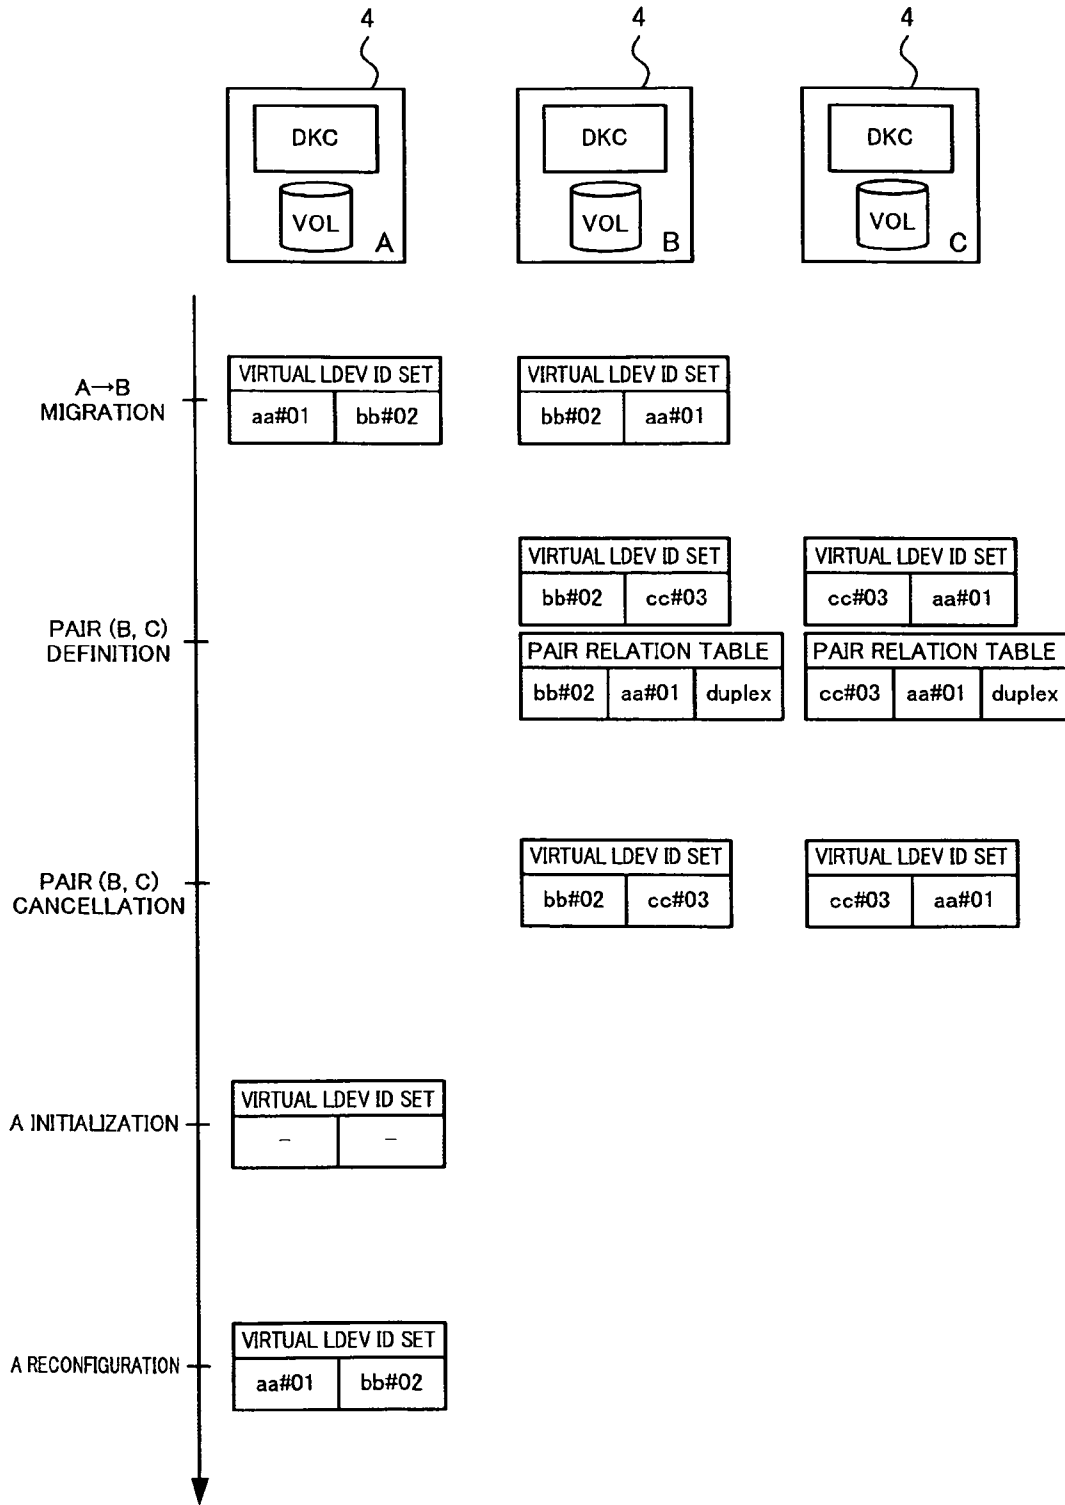 4 4 4
DKC DKC DKC
VOL VOL VOL
A B C
A→B
MIGRATION
VIRTUAL LDEV ID SET VIRTUAL LDEV ID SET
aa#01 bb#02 bb#02 aa#01
PAIR (B, C)
DEFINITION
VIRTUAL LDEV ID SET VIRTUAL LDEV ID SET
bb#02 cc#03 cc#03 aa#01
PAIR RELATION TABLE PAIR RELATION TABLE
bb#02 aa#01 duplex cc#03 aa#01 duplex
PAIR (B, C)
CANCELLATION
VIRTUAL LDEV ID SET VIRTUAL LDEV ID SET
bb#02 cc#03 cc#03 aa#01
A INITIALIZATION
VIRTUAL LDEV ID SET
– –
A RECONFIGURATION
VIRTUAL LDEV ID SET
aa#01 bb#02